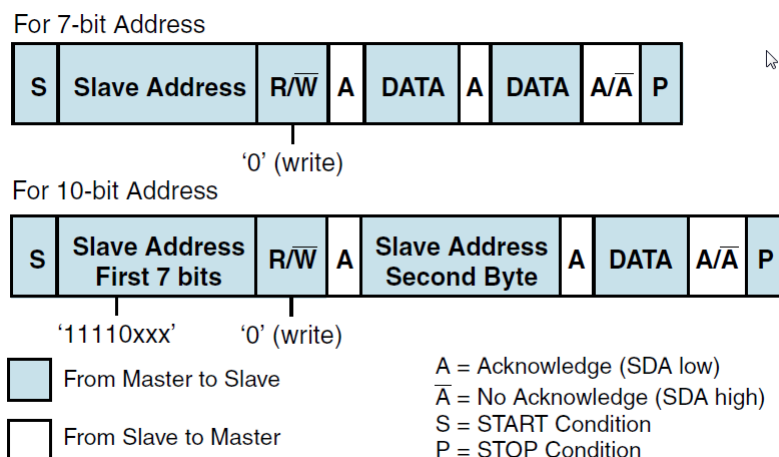 For 7-bit Address
S Slave Address R/W̅ A DATA A DATA A/A̅ P
‘0’ (write)
For 10-bit Address
S Slave Address First 7 bits R/W̅ A Slave Address Second Byte A DATA A/A̅ P
‘11110xxx’ ‘0’ (write)
From Master to Slave
From Slave to Master
A = Acknowledge (SDA low)
A̅ = No Acknowledge (SDA high)
S = START Condition
P = STOP Condition